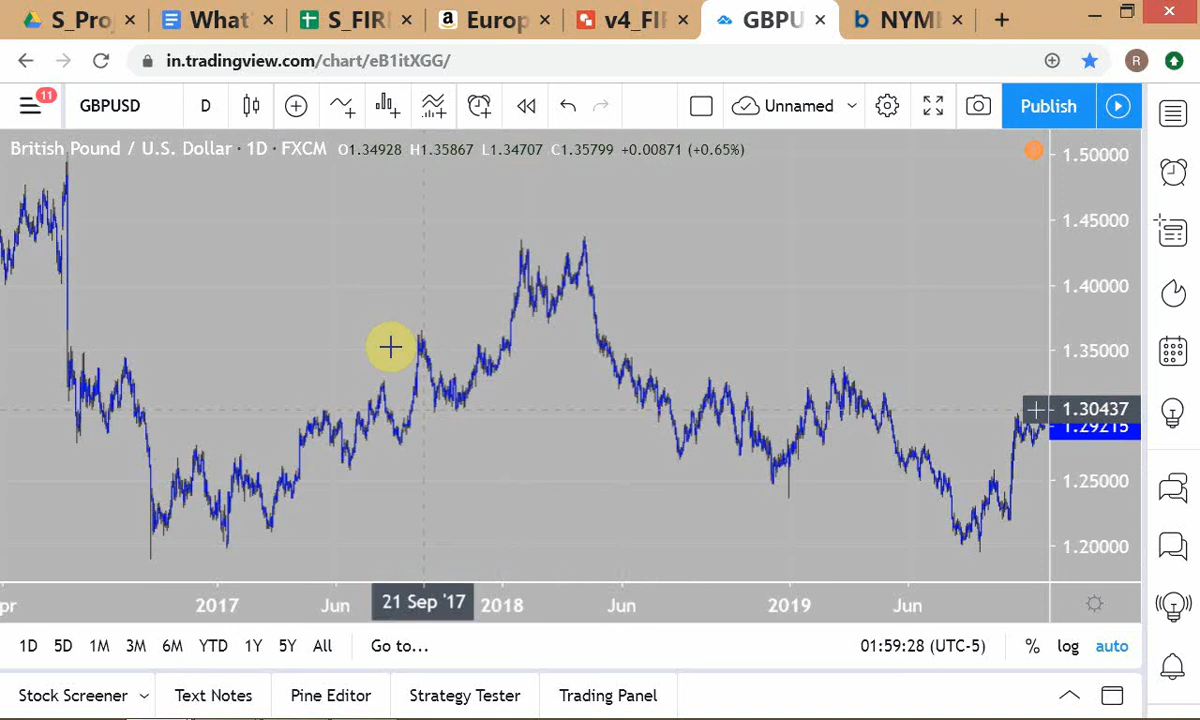 S_Pro What S_FIR Europ v4_FIF GBPU NYMI
in.tradingview.com/chart/eB1itXGG/ R
11 GBPUSD D Unnamed Publish
British Pound / U.S. Dollar · 1D · FXCM O1.34928 H1.35867 L1.34707 C1.35799 +0.00871 (+0.65%)
1.50000
1.45000
1.40000
1.35000
1.30437
1.29215
1.25000
1.20000
pr 2017 Jun 21 Sep '17 2018 Jun 2019 Jun
1D 5D 1M 3M 6M YTD 1Y 5Y All Go to... 01:59:28 (UTC-5) % log auto
Stock Screener Text Notes Pine Editor Strategy Tester Trading Panel